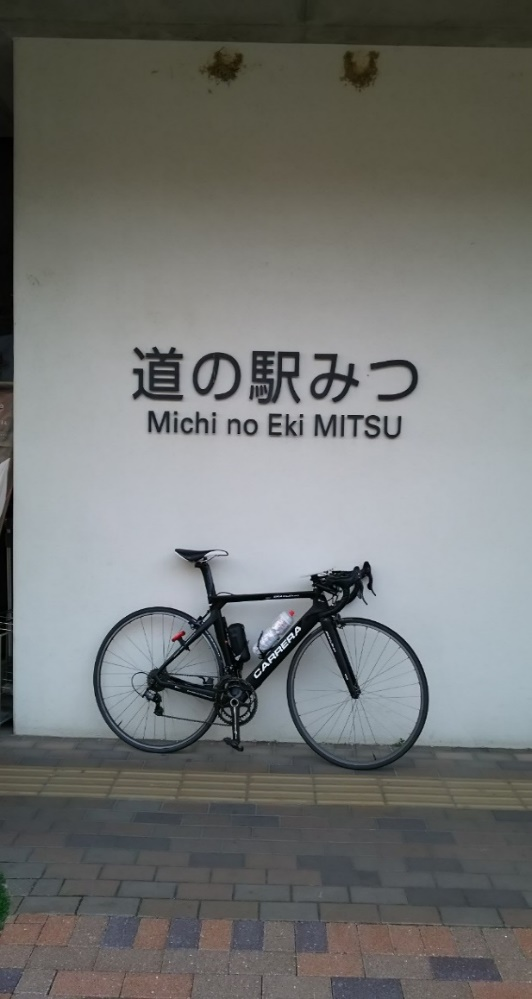 道の駅みつ
Michi no Eki MITSU
CARRERA